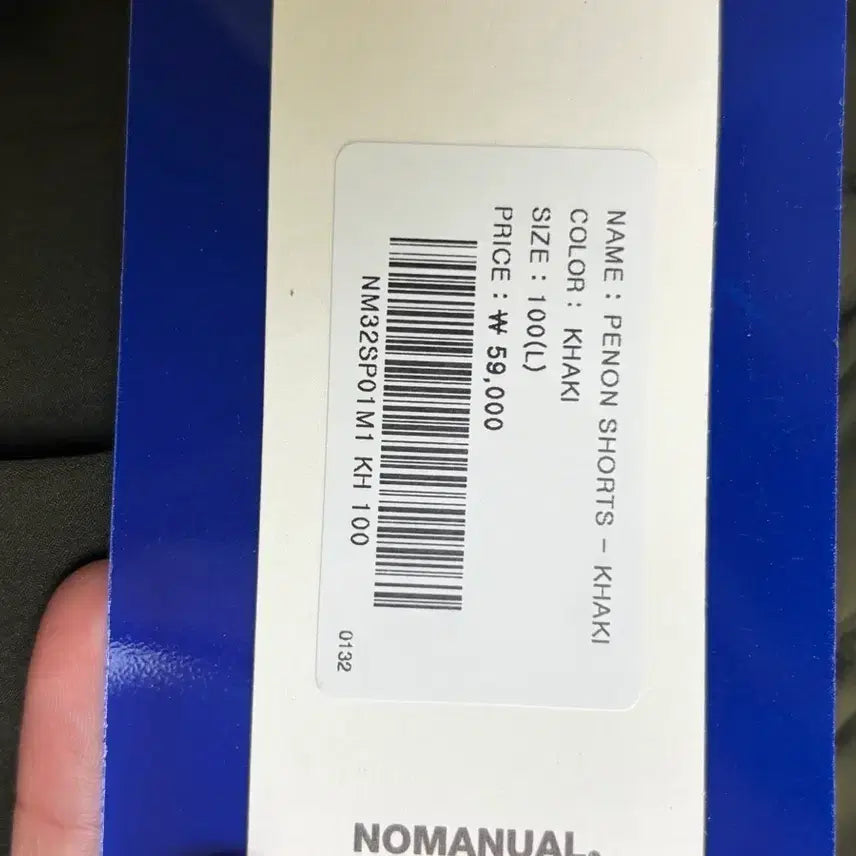 NAME : PENON SHORTS - KHAKI
COLOR : KHAKI
SIZE : 100(L)
PRICE : ₩ 59,000
NM32SP01M1 KH 100
0132
NOMANUAL.